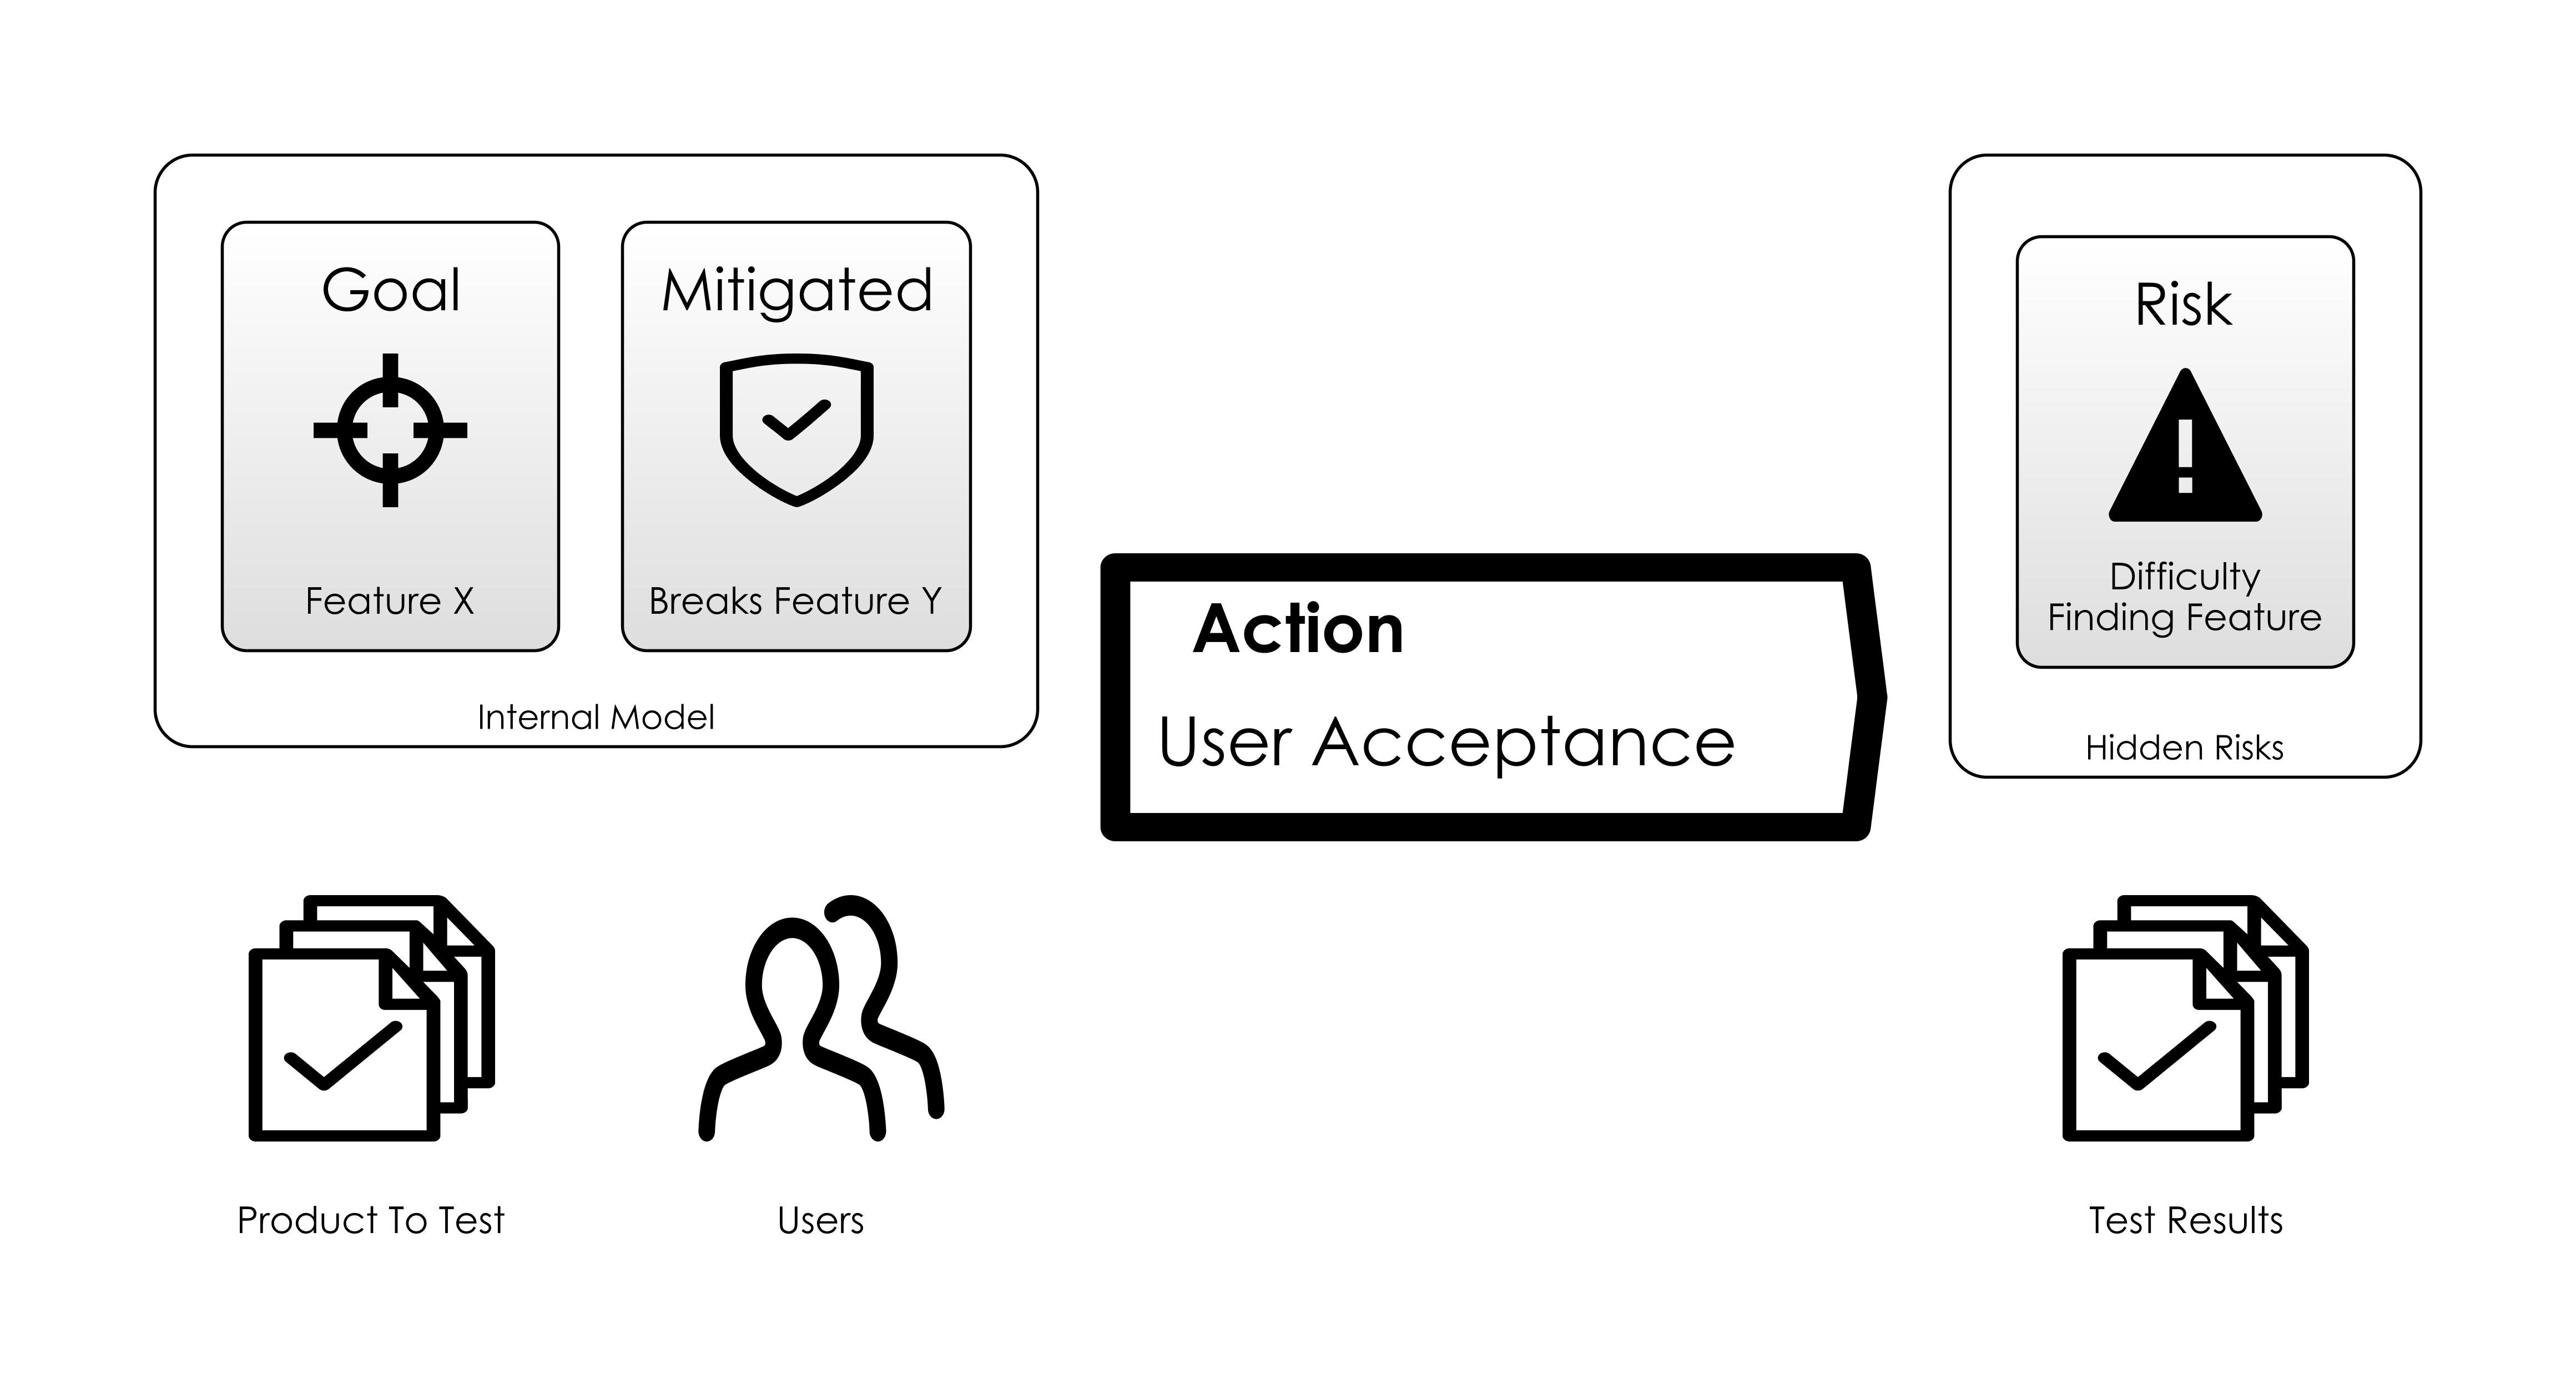 Goal
Feature X
Mitigated
Breaks Feature Y
Internal Model
Product To Test
Users
Action
User Acceptance
Risk
Difficulty
Finding Feature
Hidden Risks
Test Results